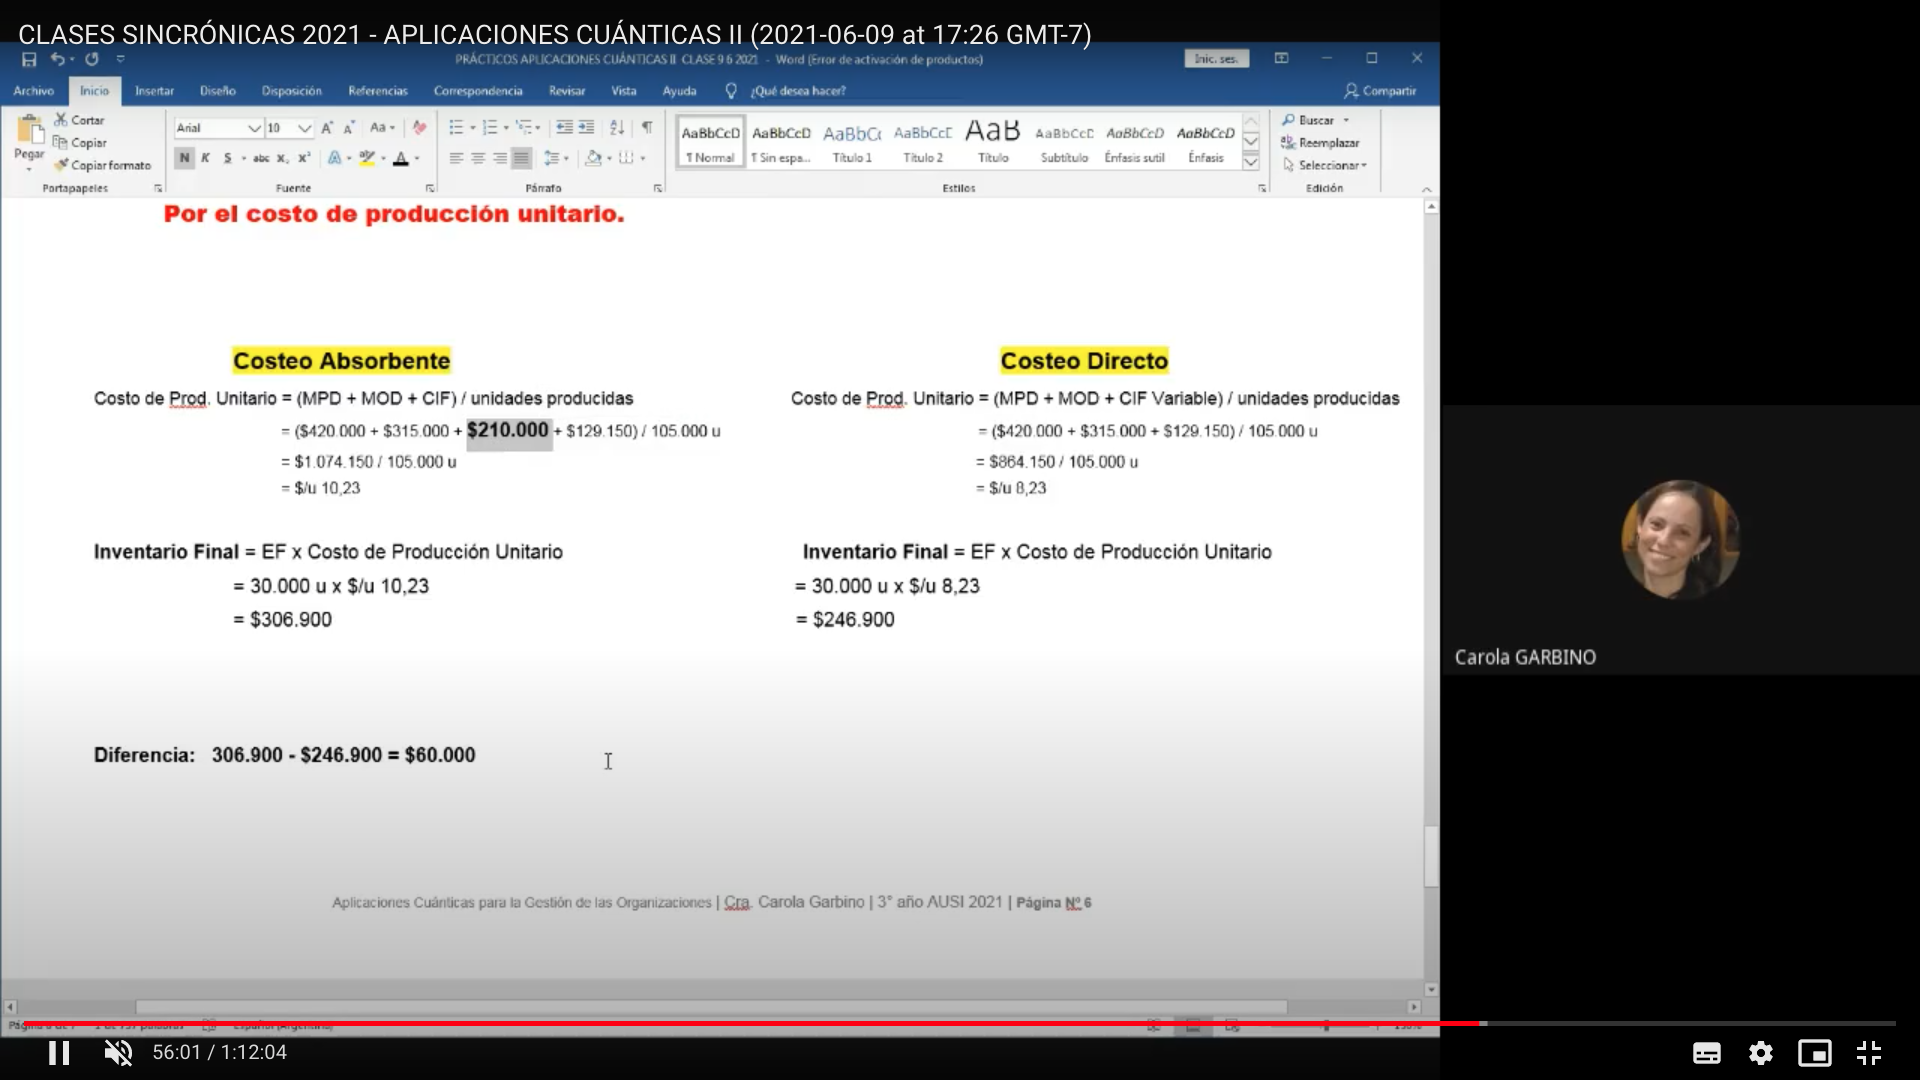 CLASES SINCRÓNICAS 2021 - APLICACIONES CUÁNTICAS II (2021-06-09 at 17:26 GMT-7)
PRÁCTICOS APLICACIONES CUÁNTICAS II CLASE 9 6 2021 - Word (Error de activación de productos)
Inic. ses.
Archivo Inicio Insertar Diseño Disposición Referencias Correspondencia Revisar Vista Ayuda ¿Qué desea hacer? Compartir
Pegar
Cortar
Copiar
Copiar formato
Portapapeles
Arial 10
N K S abc x₂ x²
Fuente
Párrafo
AaBbCcD AaBbCcD AaBbC AaBbCcE AaB AaBbCcE AaBbCcD AaBbCcD
¶ Normal ¶ Sin espa... Título 1 Título 2 Título Subtítulo Énfasis sutil Énfasis
Estilos
Buscar
Reemplazar
Seleccionar
Edición
Por el costo de producción unitario.
Costeo Absorbente
Costo de Prod. Unitario = (MPD + MOD + CIF) / unidades producidas
= ($420.000 + $315.000 + $210.000 + $129.150) / 105.000 u
= $1.074.150 / 105.000 u
= $/u 10,23
Inventario Final = EF x Costo de Producción Unitario
= 30.000 u x $/u 10,23
= $306.900
Costeo Directo
Costo de Prod. Unitario = (MPD + MOD + CIF Variable) / unidades producidas
= ($420.000 + $315.000 + $129.150) / 105.000 u
= $864.150 / 105.000 u
= $/u 8,23
Inventario Final = EF x Costo de Producción Unitario
= 30.000 u x $/u 8,23
= $246.900
Diferencia: 306.900 - $246.900 = $60.000
Aplicaciones Cuánticas para la Gestión de las Organizaciones | Cra. Carola Garbino | 3° año AUSI 2021 | Página Nº 6
Carola GARBINO
56:01 / 1:12:04